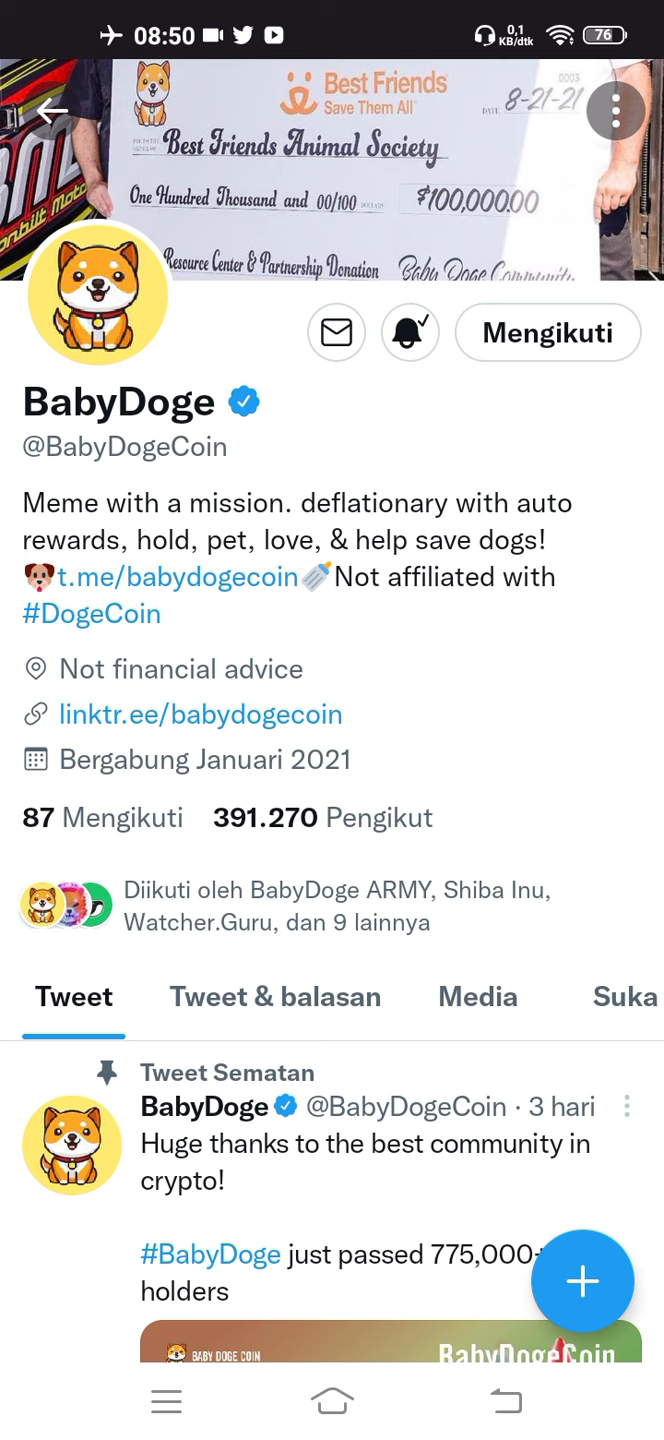 08:50
0,1
KB/dtk
76
Best Friends
Save Them All
0003
DATE 8-21-21
Best Friends Animal Society
One Hundred Thousand and 00/100 DOLLARS $100,000.00
Resource Center & Partnership Donation Baby Doge Community
Mengikuti
BabyDoge
@BabyDogeCoin
Meme with a mission. deflationary with auto
rewards, hold, pet, love, & help save dogs!
🐶t.me/babydogecoin🍼Not affiliated with
#DogeCoin
Not financial advice
linktr.ee/babydogecoin
Bergabung Januari 2021
87 Mengikuti 391.270 Pengikut
Diikuti oleh BabyDoge ARMY, Shiba Inu,
Watcher.Guru, dan 9 lainnya
Tweet Tweet & balasan Media Suka
Tweet Sematan
BabyDoge @BabyDogeCoin · 3 hari
Huge thanks to the best community in
crypto!
#BabyDoge just passed 775,000+
holders
BABY DOGE COIN
BabyDogeCoin